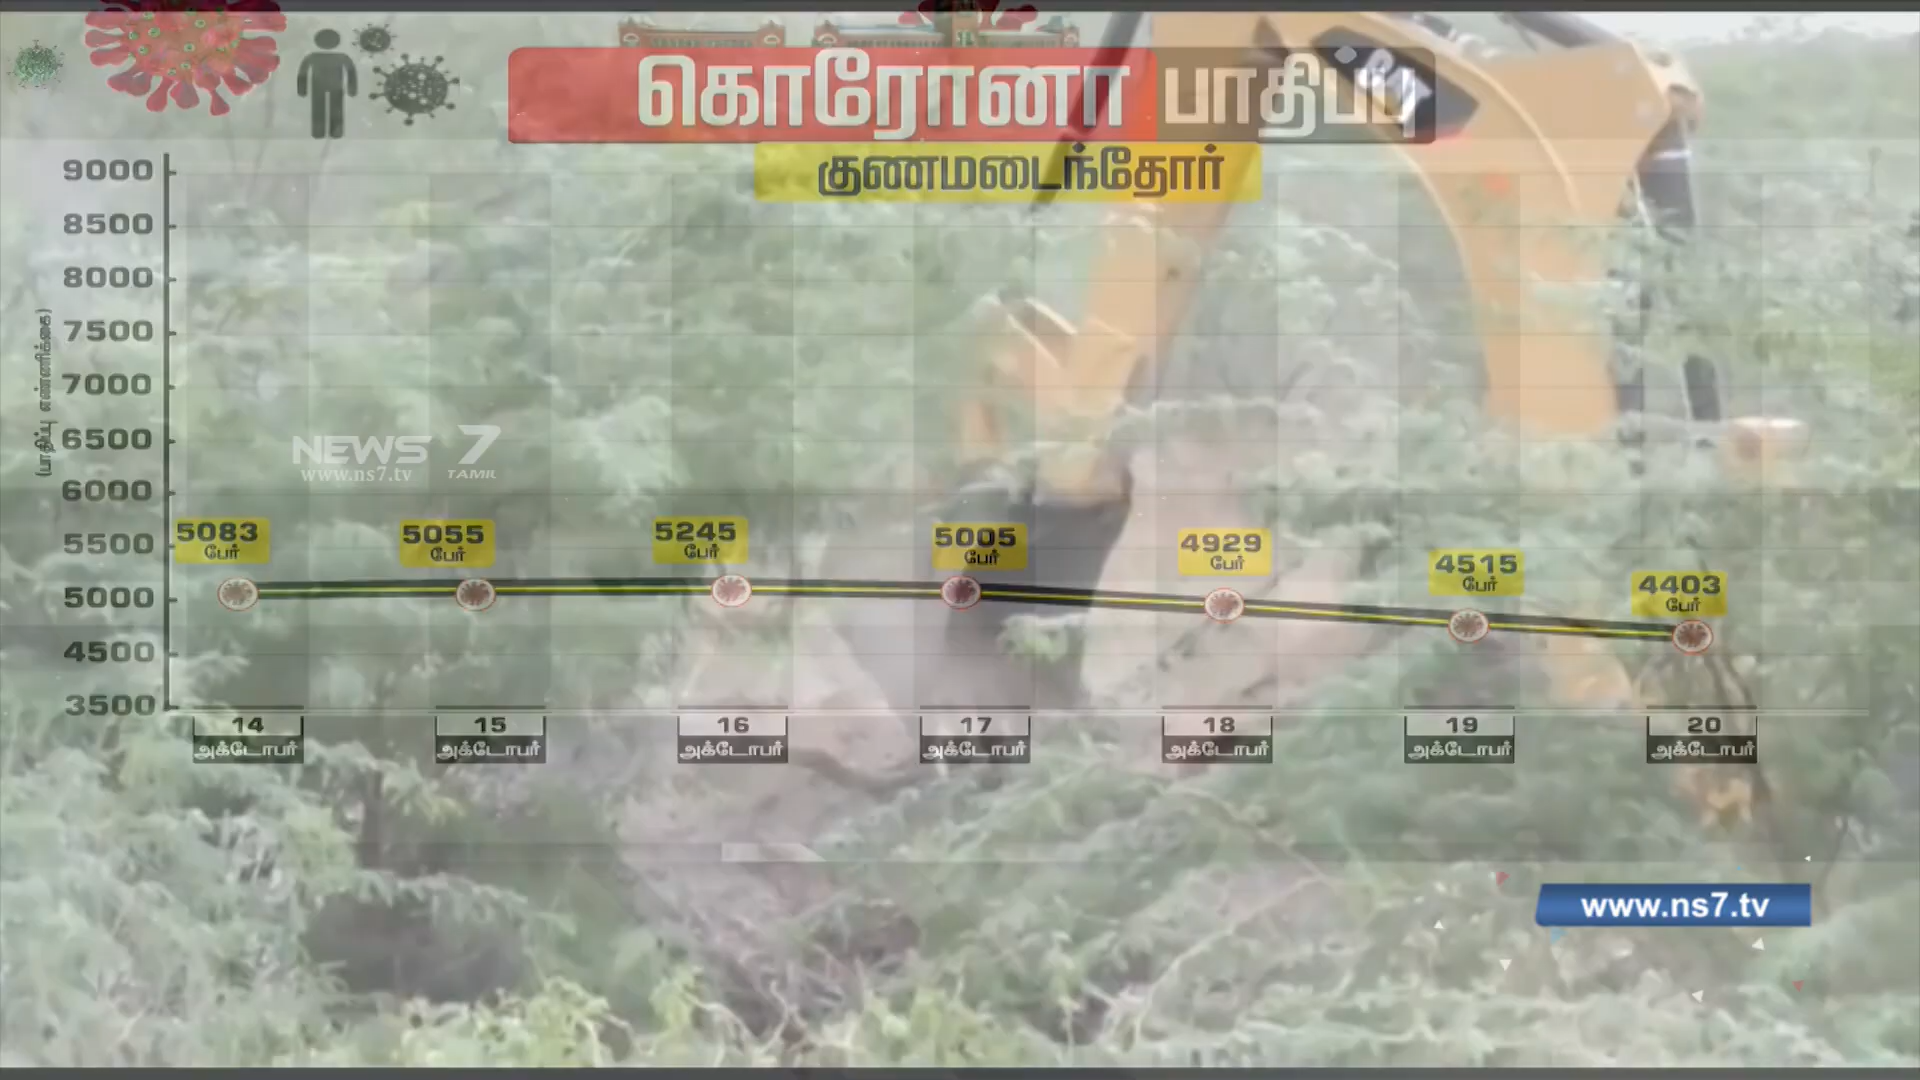 கொரோனா பாதிப்பு
குணமடைந்தோர்
CAT
(பாதிப்பு எண்ணிக்கை)
9000
8500
8000
7500
7000
6500
6000
5500
5000
4500
3500
NEWS 7
www.ns7.tv TAMIL
5083 பேர்
5055 பேர்
5245 பேர்
5005 பேர்
4929 பேர்
4515 பேர்
4403 பேர்
14 அக்டோபர்
15 அக்டோபர்
16 அக்டோபர்
17 அக்டோபர்
18 அக்டோபர்
19 அக்டோபர்
20 அக்டோபர்
www.ns7.tv